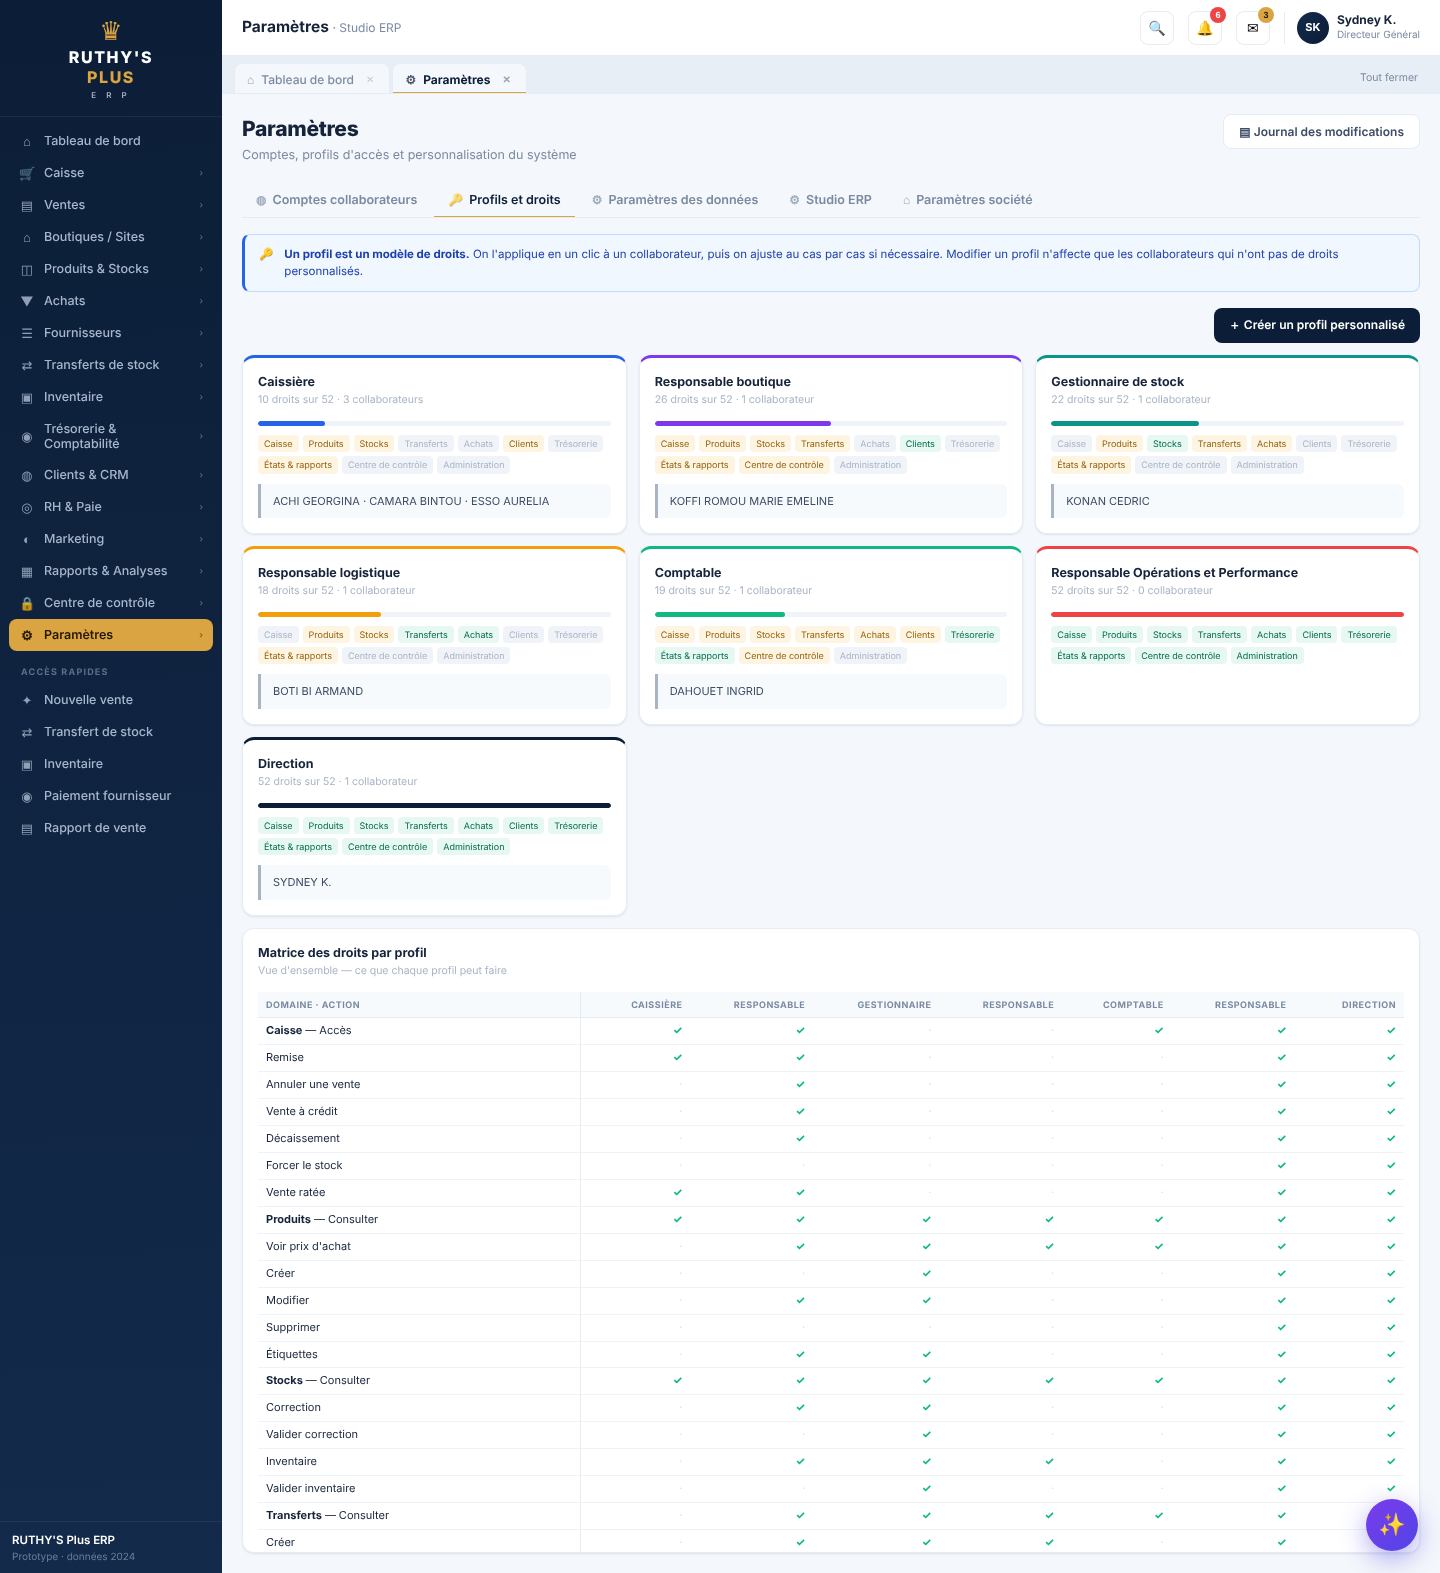 RUTHY'S
PLUS
ERP
Tableau de bord
Caisse
Ventes
Boutiques / Sites
Produits & Stocks
Achats
Fournisseurs
Transferts de stock
Inventaire
Trésorerie &
Comptabilité
Clients & CRM
RH & Paie
Marketing
Rapports & Analyses
Centre de contrôle
Paramètres
ACCÈS RAPIDES
Nouvelle vente
Transfert de stock
Inventaire
Paiement fournisseur
Rapport de vente
RUTHY'S Plus ERP
Prototype · données 2024
Paramètres · Studio ERP
6
3
SK
Sydney K.
Directeur Général
Tableau de bord ×
Paramètres ×
Tout fermer
Paramètres
Comptes, profils d'accès et personnalisation du système
Journal des modifications
Comptes collaborateurs
Profils et droits
Paramètres des données
Studio ERP
Paramètres société
Un profil est un modèle de droits. On l'applique en un clic à un collaborateur, puis on ajuste au cas par cas si nécessaire. Modifier un profil n'affecte que les collaborateurs qui n'ont pas de droits
personnalisés.
+ Créer un profil personnalisé
Caissière
10 droits sur 52 · 3 collaborateurs
Caisse Produits Stocks Transferts Achats Clients Trésorerie
États & rapports Centre de contrôle Administration
ACHI GEORGINA · CAMARA BINTOU · ESSO AURELIA
Responsable boutique
26 droits sur 52 · 1 collaborateur
Caisse Produits Stocks Transferts Achats Clients Trésorerie
États & rapports Centre de contrôle Administration
KOFFI ROMOU MARIE EMELINE
Gestionnaire de stock
22 droits sur 52 · 1 collaborateur
Caisse Produits Stocks Transferts Achats Clients Trésorerie
États & rapports Centre de contrôle Administration
KONAN CEDRIC
Responsable logistique
18 droits sur 52 · 1 collaborateur
Caisse Produits Stocks Transferts Achats Clients Trésorerie
États & rapports Centre de contrôle Administration
BOTI BI ARMAND
Comptable
19 droits sur 52 · 1 collaborateur
Caisse Produits Stocks Transferts Achats Clients Trésorerie
États & rapports Centre de contrôle Administration
DAHOUET INGRID
Responsable Opérations et Performance
52 droits sur 52 · 0 collaborateur
Caisse Produits Stocks Transferts Achats Clients Trésorerie
États & rapports Centre de contrôle Administration
Direction
52 droits sur 52 · 1 collaborateur
Caisse Produits Stocks Transferts Achats Clients Trésorerie
États & rapports Centre de contrôle Administration
SYDNEY K.
Matrice des droits par profil
Vue d'ensemble — ce que chaque profil peut faire
DOMAINE · ACTION CAISSIÈRE RESPONSABLE GESTIONNAIRE RESPONSABLE COMPTABLE RESPONSABLE DIRECTION
Caisse — Accès ✓ ✓ · · ✓ ✓ ✓
Remise ✓ ✓ · · · ✓ ✓
Annuler une vente · ✓ · · · ✓ ✓
Vente à crédit · ✓ · · · ✓ ✓
Décaissement · ✓ · · · ✓ ✓
Forcer le stock · · · · · ✓ ✓
Vente ratée ✓ ✓ · · · ✓ ✓
Produits — Consulter ✓ ✓ ✓ ✓ ✓ ✓ ✓
Voir prix d'achat · ✓ ✓ ✓ ✓ ✓ ✓
Créer · · ✓ · · ✓ ✓
Modifier · ✓ ✓ · · ✓ ✓
Supprimer · · · · · ✓ ✓
Étiquettes · ✓ ✓ · · ✓ ✓
Stocks — Consulter ✓ ✓ ✓ ✓ ✓ ✓ ✓
Correction · ✓ ✓ · · ✓ ✓
Valider correction · · ✓ · · ✓ ✓
Inventaire · ✓ ✓ ✓ · ✓ ✓
Valider inventaire · · ✓ · · ✓ ✓
Transferts — Consulter · ✓ ✓ ✓ ✓ ✓
Créer · ✓ ✓ ✓ · ✓